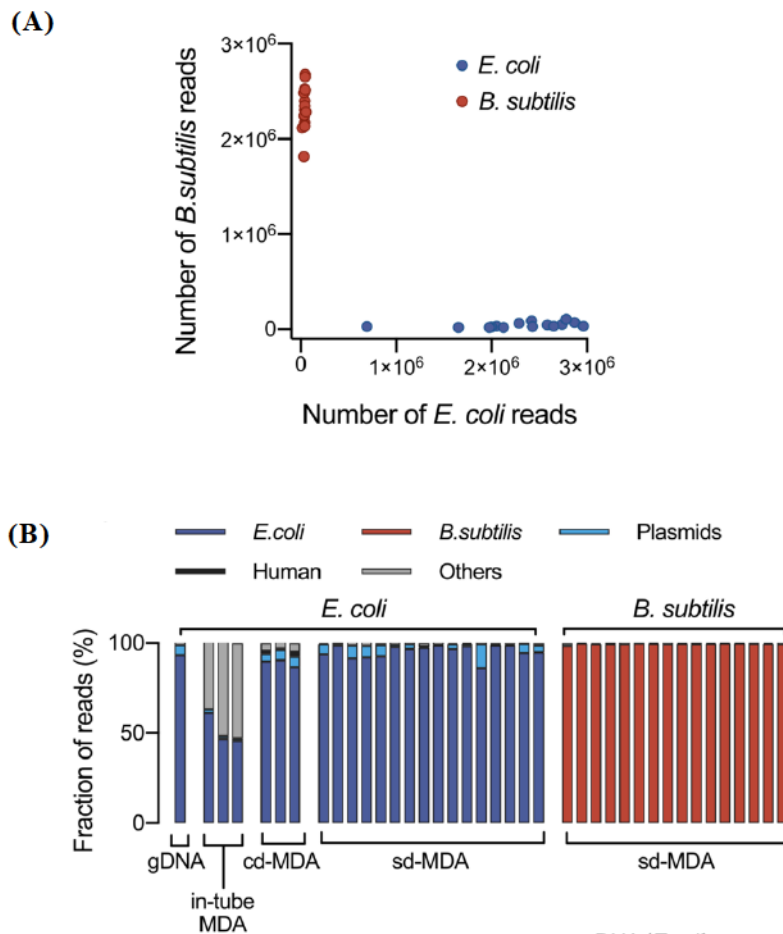 (A)
3×10⁶
2×10⁶
1×10⁶
0
Number of B.subtilis reads
E. coli
B. subtilis
0
1×10⁶
2×10⁶
3×10⁶
Number of E. coli reads
(B)
E.coli
B.subtilis
Plasmids
Human
Others
E. coli
B. subtilis
Fraction of reads (%)
100
50
0
gDNA
in-tube
MDA
cd-MDA
sd-MDA
sd-MDA